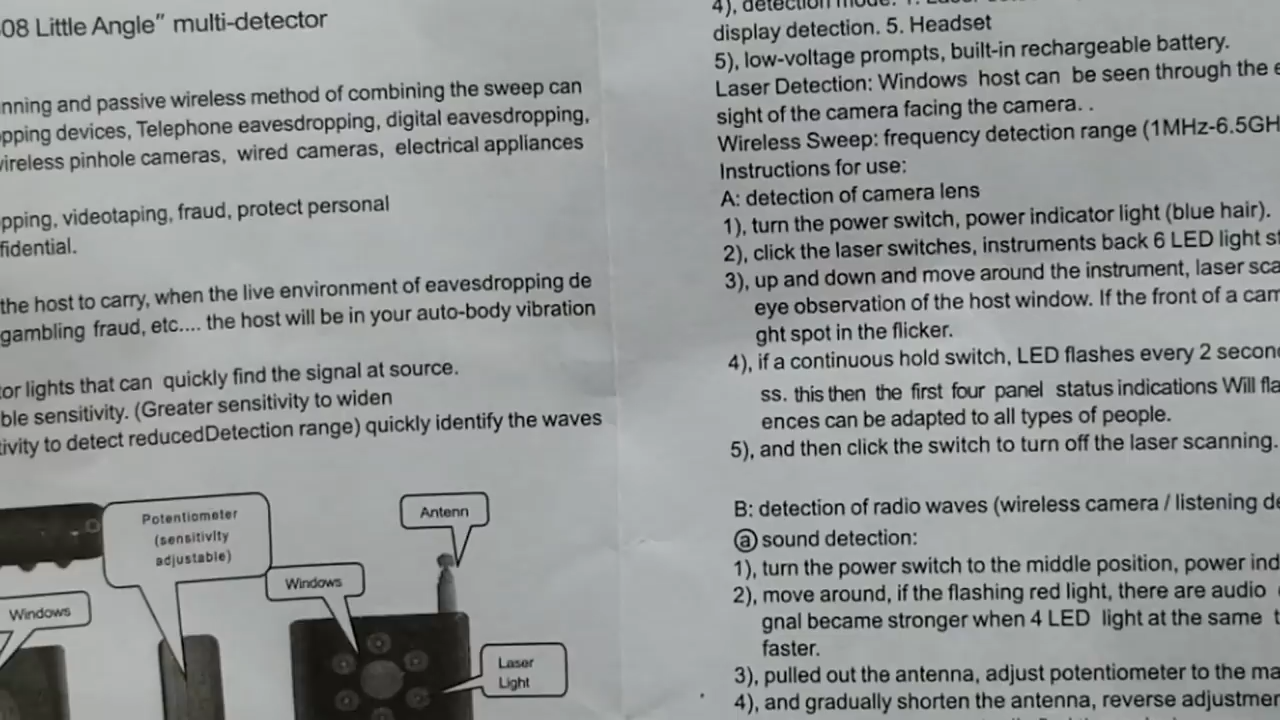 08 Little Angle" multi-detector
nning and passive wireless method of combining the sweep can
pping devices, Telephone eavesdropping, digital eavesdropping,
vireless pinhole cameras, wired cameras, electrical appliances
pping, videotaping, fraud, protect personal
fidential.
the host to carry, when the live environment of eavesdropping de
gambling fraud, etc.... the host will be in your auto-body vibration
tor lights that can quickly find the signal at source.
ble sensitivity. (Greater sensitivity to widen
tivity to detect reducedDetection range) quickly identify the waves
Potentiometer
(sensitivity
adjustable)
Antenn
Windows
Windows
Laser
Light
4), detection mode: 1.
display detection. 5. Headset
5), low-voltage prompts, built-in rechargeable battery.
Laser Detection: Windows host can be seen through the e
sight of the camera facing the camera. .
Wireless Sweep: frequency detection range (1MHz-6.5GH
Instructions for use:
A: detection of camera lens
1), turn the power switch, power indicator light (blue hair).
2), click the laser switches, instruments back 6 LED light st
3), up and down and move around the instrument, laser sca
eye observation of the host window. If the front of a cam
ght spot in the flicker.
4), if a continuous hold switch, LED flashes every 2 secon
ss. this then the first four panel status indications Will fla
ences can be adapted to all types of people.
5), and then click the switch to turn off the laser scanning.
B: detection of radio waves (wireless camera / listening de
ⓐ sound detection:
1), turn the power switch to the middle position, power ind
2), move around, if the flashing red light, there are audio
gnal became stronger when 4 LED light at the same t
faster.
3), pulled out the antenna, adjust potentiometer to the ma
4), and gradually shorten the antenna, reverse adjustmen